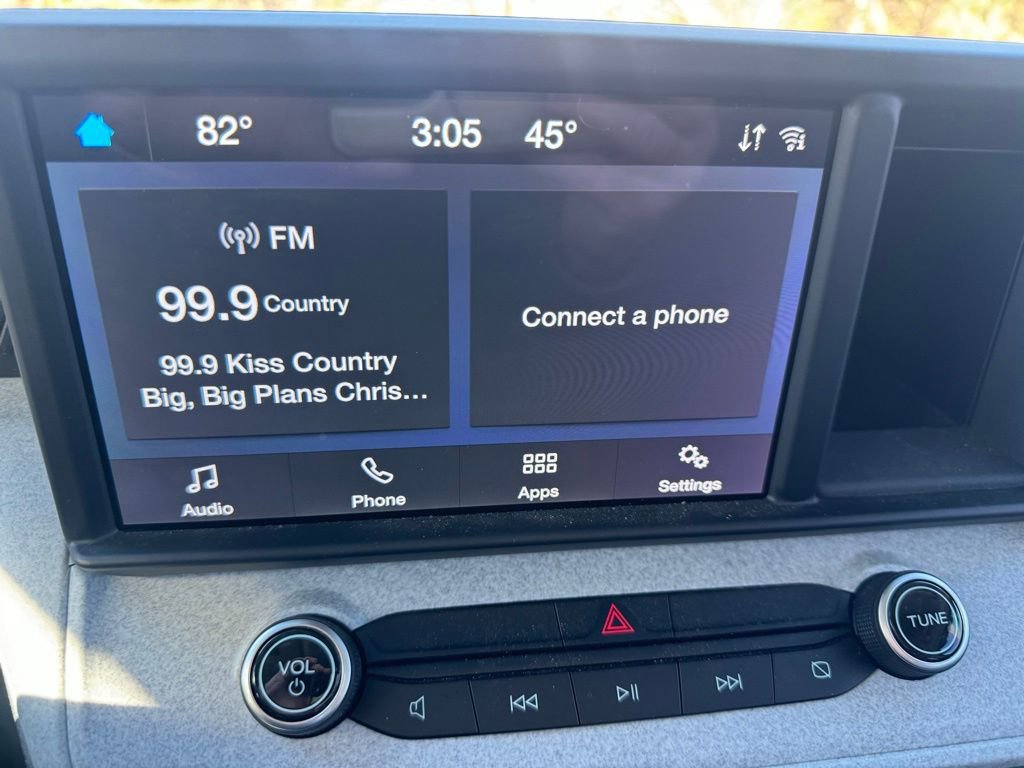 82° 3:05 45°
FM
99.9 Country
99.9 Kiss Country
Big, Big Plans Chris...
Connect a phone
Audio Phone Apps Settings
VOL
TUNE